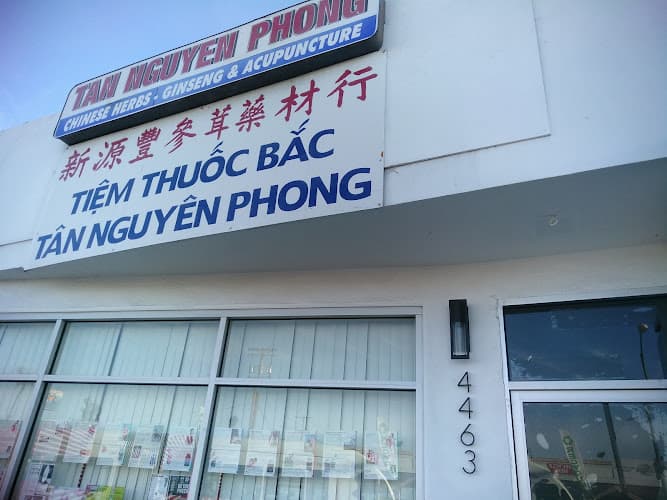 TAN NGUYEN PHONG
CHINESE HERBS - GINSENG & ACUPUNCTURE
新源豐參茸藥材行
TIỆM THUỐC BẮC
TÂN NGUYÊN PHONG
4463